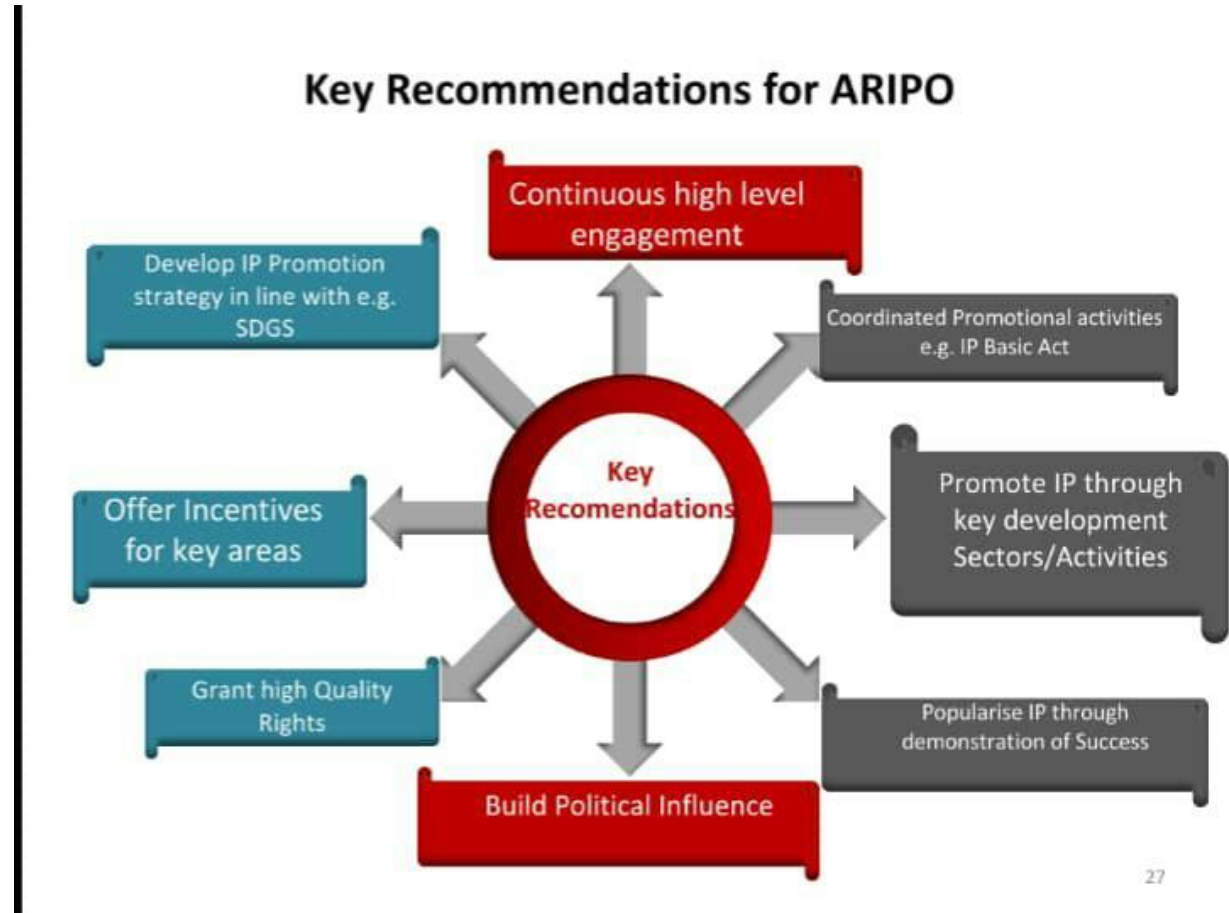 Key Recommendations for ARIPO
Continuous high level
engagement
Develop IP Promotion
strategy in line with e.g.
SDGS
Coordinated Promotional activities
e.g. IP Basic Act
Key
Recomendations
Offer Incentives
for key areas
Promote IP through
key development
Sectors/Activities
Grant high Quality
Rights
Popularise IP through
demonstration of Success
Build Political Influence
27